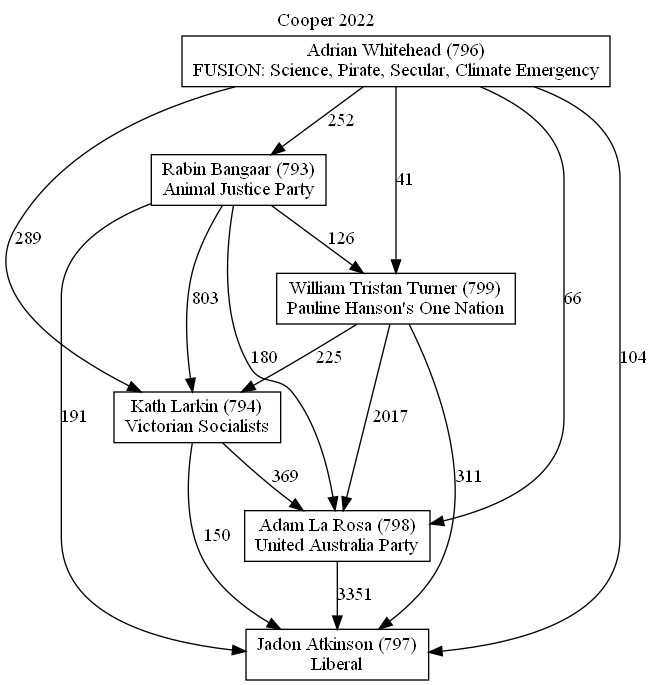 Cooper 2022
Adrian Whitehead (796)
FUSION: Science, Pirate, Secular, Climate Emergency
252
Rabin Bangaar (793)
Animal Justice Party
41
289
126
William Tristan Turner (799)
Pauline Hanson's One Nation
803
66
180
225
104
Kath Larkin (794)
Victorian Socialists
191
2017
369
311
Adam La Rosa (798)
United Australia Party
150
3351
Jadon Atkinson (797)
Liberal